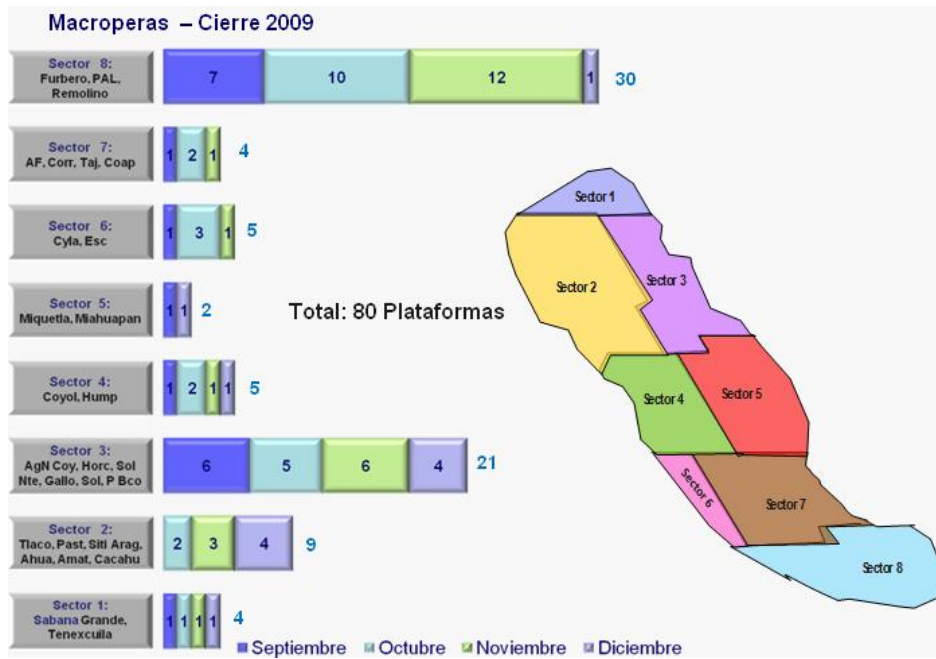 Macroperas – Cierre 2009
Sector 8:
Furbero, PAL,
Remolino
7 10 12 1 30
Sector 7:
AF, Corr, Taj, Coap
1 2 1 4
Sector 6:
Cyla, Esc
1 3 1 5
Sector 5:
Miquetla, Miahuapan
1 1 2
Total: 80 Plataformas
Sector 4:
Coyol, Hump
1 2 1 1 5
Sector 3:
AgN Coy, Horc, Sol
Nte, Gallo, Sol, P Bco
6 5 6 4 21
Sector 2:
Tlaco, Past, Siti Arag,
Ahua, Amat, Cacahu
2 3 4 9
Sector 1:
Sabana Grande,
Tenexcuila
1 1 1 1 4
Septiembre Octubre Noviembre Diciembre
Sector 1
Sector 2
Sector 3
Sector 4
Sector 5
Sector 6
Sector 7
Sector 8